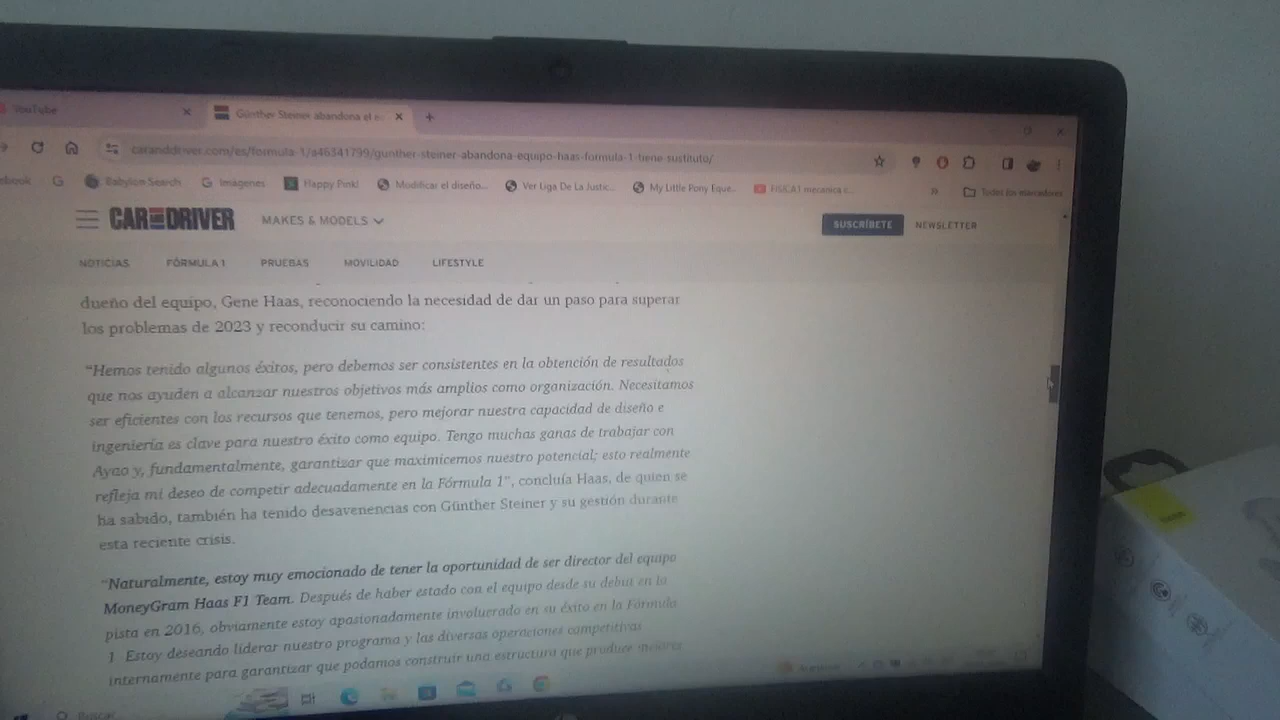 YouTube
Günther Steiner abandona el e
caranddriver.com/es/formula-1/a46341799/gunther-steiner-abandona-equipo-haas-formula-1-tiene-sustituto/
ebook
Babylon Search
Imágenes
Happy Pink!
Modificar el diseño...
Ver Liga De La Justic...
My Little Pony Eque...
FISICA1 mecanica c...
Todos los marcadores
CAR AND DRIVER
MAKES & MODELS
SUSCRÍBETE
NEWSLETTER
NOTICIAS
FÓRMULA 1
PRUEBAS
MOVILIDAD
LIFESTYLE
dueño del equipo, Gene Haas, reconociendo la necesidad de dar un paso para superar
los problemas de 2023 y reconducir su camino:
"Hemos tenido algunos éxitos, pero debemos ser consistentes en la obtención de resultados
que nos ayuden a alcanzar nuestros objetivos más amplios como organización. Necesitamos
ser eficientes con los recursos que tenemos, pero mejorar nuestra capacidad de diseño e
ingeniería es clave para nuestro éxito como equipo. Tengo muchas ganas de trabajar con
Ayao y, fundamentalmente, garantizar que maximicemos nuestro potencial; esto realmente
refleja mi deseo de competir adecuadamente en la Fórmula 1", concluía Haas, de quien se
ha sabido, también ha tenido desavenencias con Günther Steiner y su gestión durante
esta reciente crisis.
"Naturalmente, estoy muy emocionado de tener la oportunidad de ser director del equipo
MoneyGram Haas F1 Team. Después de haber estado con el equipo desde su debut en la
pista en 2016, obviamente estoy apasionadamente involucrado en su éxito en la Fórmula
1 Estoy deseando liderar nuestro programa y las diversas operaciones competitivas
internamente para garantizar que podamos construir una estructura que produce mejores
Buscar